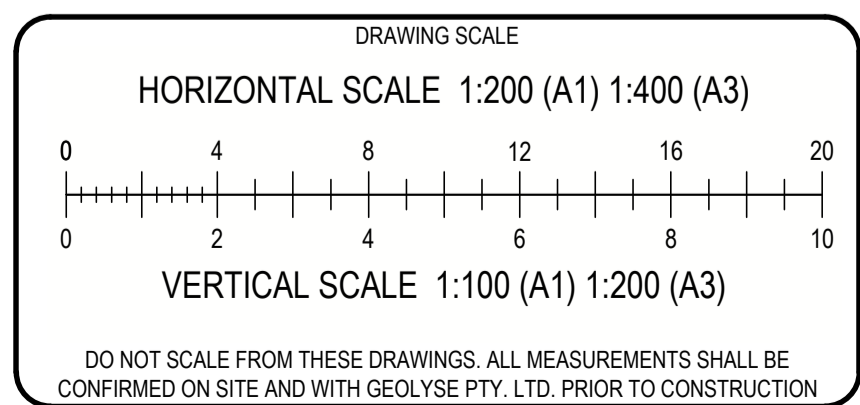 DRAWING SCALE
HORIZONTAL SCALE 1:200 (A1) 1:400 (A3)
0 4 8 12 16 20
0 2 4 6 8 10
VERTICAL SCALE 1:100 (A1) 1:200 (A3)
DO NOT SCALE FROM THESE DRAWINGS. ALL MEASUREMENTS SHALL BE
CONFIRMED ON SITE AND WITH GEOLYSE PTY. LTD. PRIOR TO CONSTRUCTION